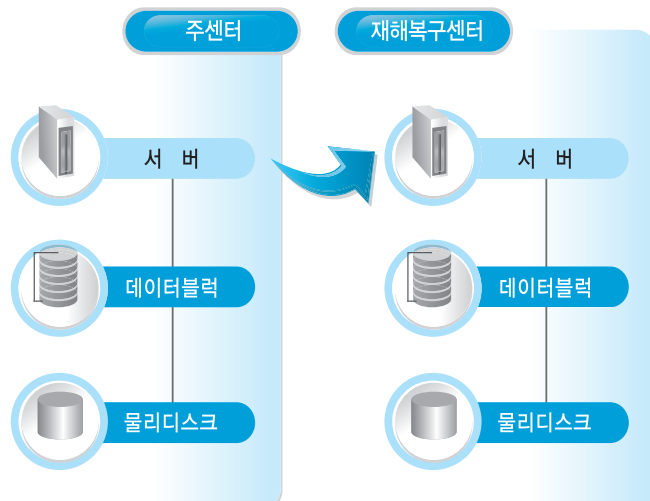 주센터
재해복구센터
서 버
서 버
데이터블럭
데이터블럭
물리디스크
물리디스크